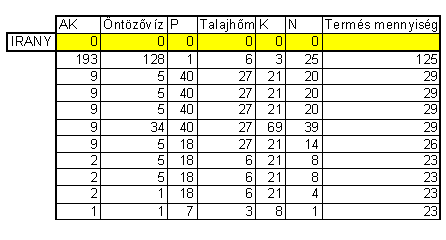 AK Öntözővíz P Talajhőm K N Termés mennyiség
IRANY 0 0 0 0 0 0
193 128 1 6 3 25 125
9 5 40 27 21 20 29
9 5 40 27 21 20 29
9 5 40 27 21 20 29
9 34 40 27 69 39 29
9 5 18 27 21 14 26
2 5 18 6 21 8 23
2 5 18 6 21 8 23
2 1 18 6 21 4 23
1 1 7 3 8 1 23